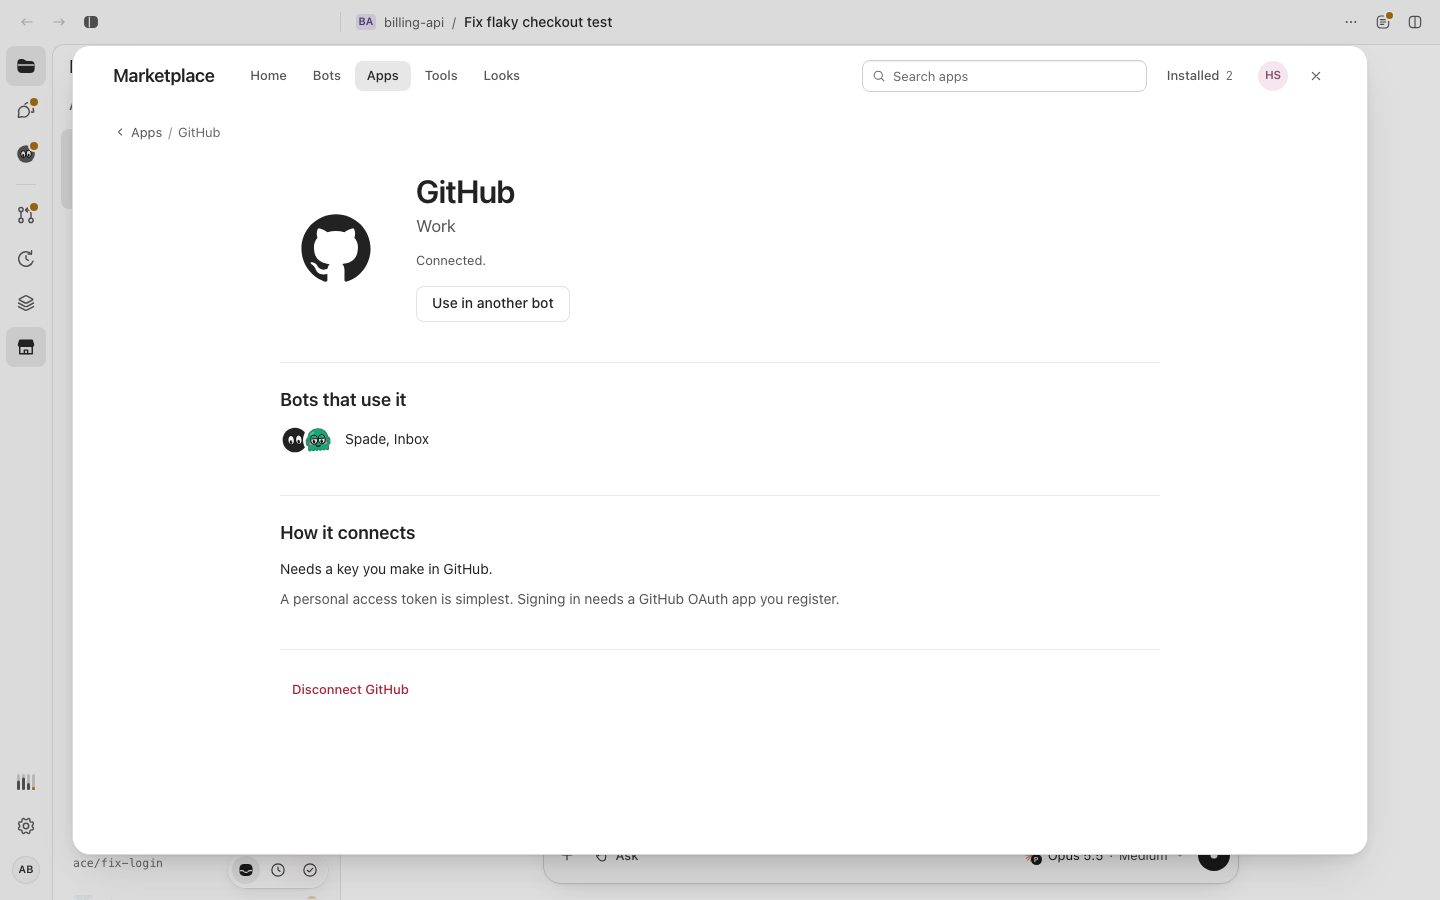 BA billing-api / Fix flaky checkout test
Marketplace Home Bots Apps Tools Looks Search apps Installed 2 HS
Apps / GitHub
GitHub
Work
Connected.
Use in another bot
Bots that use it
Spade, Inbox
How it connects
Needs a key you make in GitHub.
A personal access token is simplest. Signing in needs a GitHub OAuth app you register.
Disconnect GitHub
Ask Opus 5.5 · Medium
ace/fix-login
AB